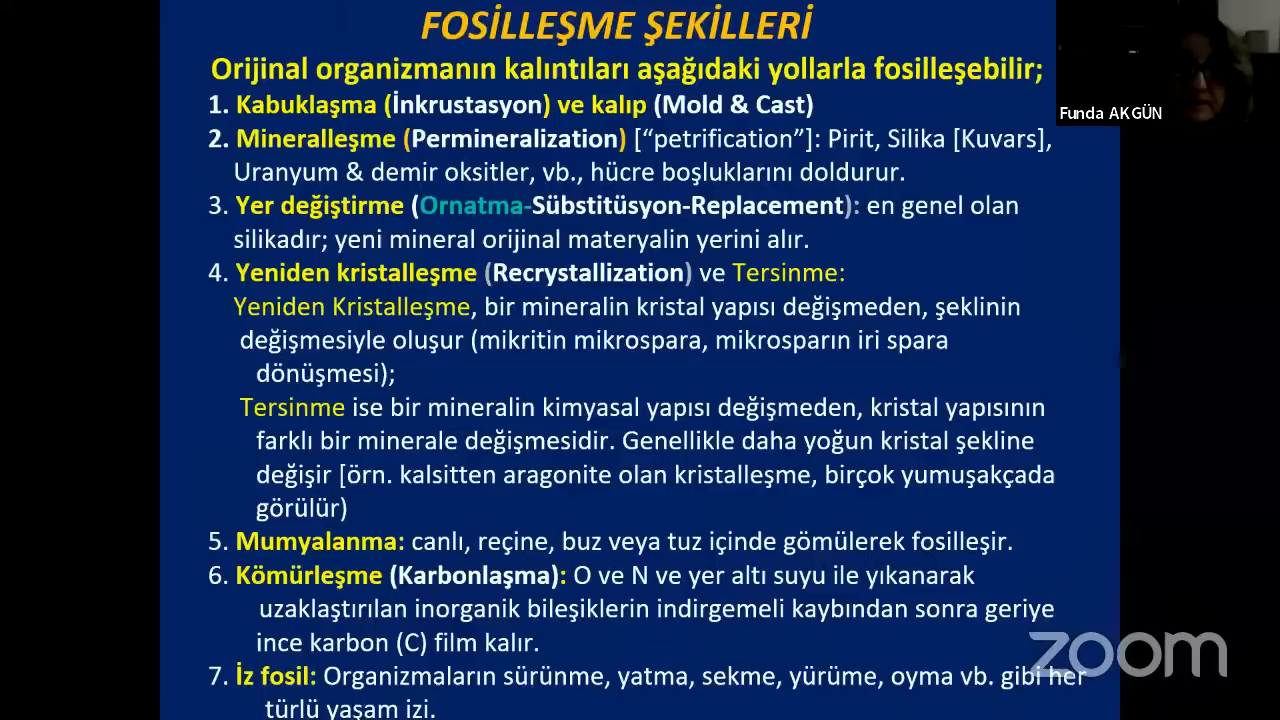 FOSİLLEŞME ŞEKİLLERİ
Orijinal organizmanın kalıntıları aşağıdaki yollarla fosilleşebilir;
1. Kabuklaşma (İnkrustasyon) ve kalıp (Mold & Cast)
2. Mineralleşme (Permineralization) [“petrification”]: Pirit, Silika [Kuvars],
Uranyum & demir oksitler, vb., hücre boşluklarını doldurur.
3. Yer değiştirme (Ornatma-Sübstitüsyon-Replacement): en genel olan
silikadır; yeni mineral orijinal materyalin yerini alır.
4. Yeniden kristalleşme (Recrystallization) ve Tersinme:
Yeniden Kristalleşme, bir mineralin kristal yapısı değişmeden, şeklinin
değişmesiyle oluşur (mikritin mikrospara, mikrosparın iri spara
dönüşmesi);
Tersinme ise bir mineralin kimyasal yapısı değişmeden, kristal yapısının
farklı bir minerale değişmesidir. Genellikle daha yoğun kristal şekline
değişir [örn. kalsitten aragonite olan kristalleşme, birçok yumuşakçada
görülür)
5. Mumyalanma: canlı, reçine, buz veya tuz içinde gömülerek fosilleşir.
6. Kömürleşme (Karbonlaşma): O ve N ve yer altı suyu ile yıkanarak
uzaklaştırılan inorganik bileşiklerin indirgemeli kaybından sonra geriye
ince karbon (C) film kalır.
7. İz fosil: Organizmaların sürünme, yatma, sekme, yürüme, oyma vb. gibi her
türlü yaşam izi.
Funda AKGÜN
zoom